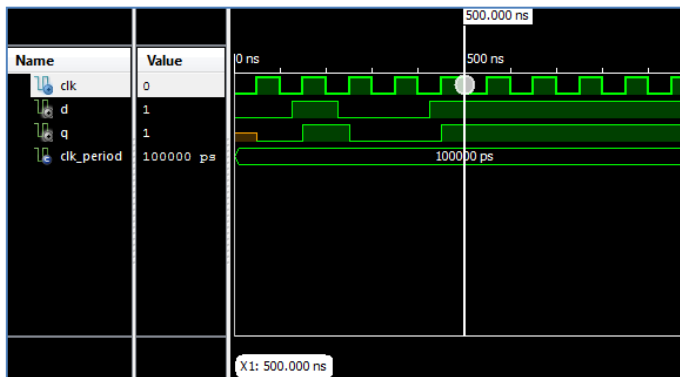 500.000 ns
Name Value 0 ns 500 ns
clk 0
d 1
q 1
clk_period 100000 ps 100000 ps
X1: 500.000 ns